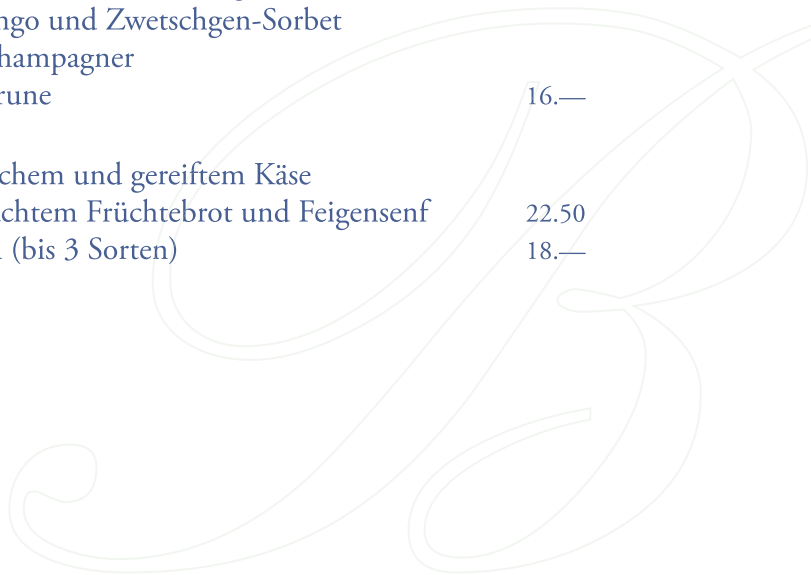 ngo und Zwetschgen-Sorbet
hampagner
rune 16.—
chem und gereiftem Käse
chtem Früchtebrot und Feigensenf 22.50
(bis 3 Sorten) 18.—